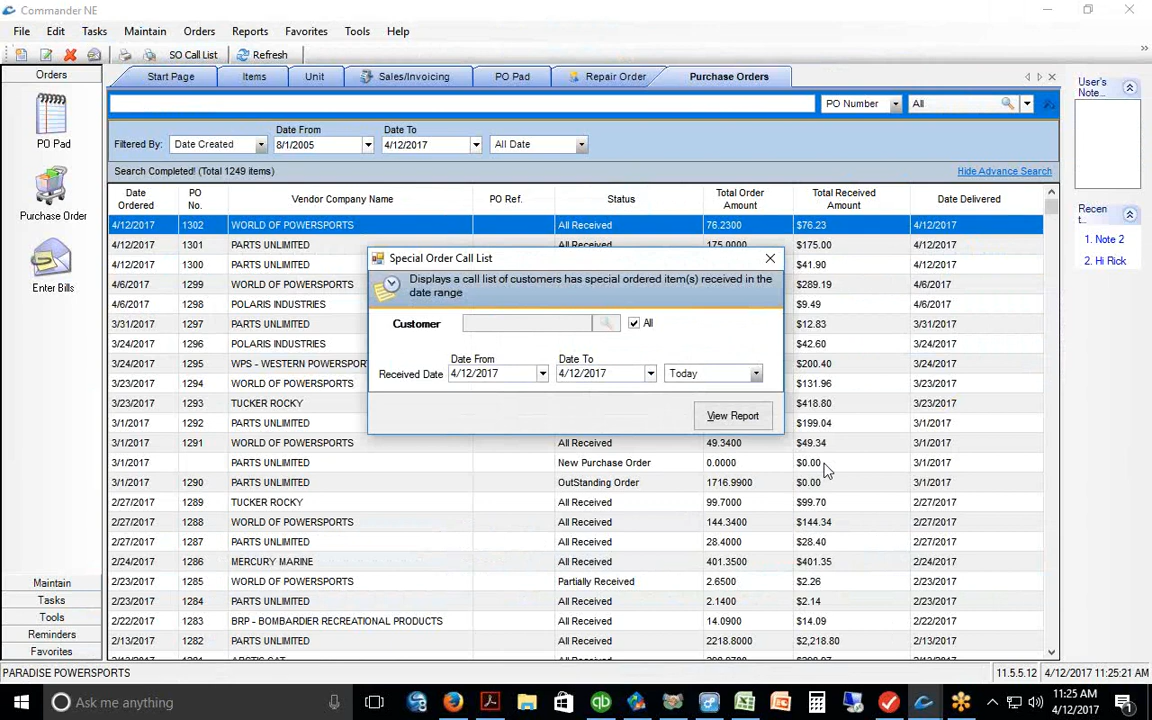 Commander NE
File Edit Tasks Maintain Orders Reports Favorites Tools Help
SO Call List Refresh
Orders
Start Page Items Unit Sales/Invoicing PO Pad Repair Order Purchase Orders
PO Number All
Filtered By: Date Created Date From 8/1/2005 Date To 4/12/2017 All Date
Search Completed! (Total 1249 items) Hide Advance Search
Date Ordered PO No. Vendor Company Name PO Ref. Status Total Order Amount Total Received Amount Date Delivered
4/12/2017 1302 WORLD OF POWERSPORTS All Received 76.2300 $76.23 4/12/2017
4/12/2017 1301 PARTS UNLIMITED All Received 175.0000 $175.00 4/12/2017
4/12/2017 1300 PARTS UNLIMITED $41.90 4/12/2017
4/6/2017 1299 WORLD OF POWERSPORTS $289.19 4/6/2017
4/6/2017 1298 POLARIS INDUSTRIES $9.49 4/6/2017
3/31/2017 1297 PARTS UNLIMITED $12.83 3/31/2017
3/24/2017 1296 POLARIS INDUSTRIES $42.60 3/24/2017
3/24/2017 1295 WPS - WESTERN POWERSPORT $200.40 3/24/2017
3/23/2017 1294 WORLD OF POWERSPORTS $131.96 3/23/2017
3/23/2017 1293 TUCKER ROCKY $418.80 3/23/2017
3/1/2017 1292 PARTS UNLIMITED $199.04 3/1/2017
3/1/2017 1291 WORLD OF POWERSPORTS All Received 49.3400 $49.34 3/1/2017
3/1/2017 PARTS UNLIMITED New Purchase Order 0.0000 $0.00 3/1/2017
3/1/2017 1290 PARTS UNLIMITED OutStanding Order 1716.9900 $0.00 3/1/2017
2/27/2017 1289 TUCKER ROCKY All Received 99.7000 $99.70 2/27/2017
2/27/2017 1288 WORLD OF POWERSPORTS All Received 144.3400 $144.34 2/27/2017
2/27/2017 1287 PARTS UNLIMITED All Received 28.4000 $28.40 2/27/2017
2/24/2017 1286 MERCURY MARINE All Received 401.3500 $401.35 2/24/2017
2/23/2017 1285 WORLD OF POWERSPORTS Partially Received 2.6500 $2.26 2/23/2017
2/23/2017 1284 PARTS UNLIMITED All Received 2.1400 $2.14 2/23/2017
2/22/2017 1283 BRP - BOMBARDIER RECREATIONAL PRODUCTS All Received 14.0900 $14.09 2/22/2017
2/13/2017 1282 PARTS UNLIMITED All Received 2218.8000 $2,218.80 2/13/2017
Special Order Call List
Displays a call list of customers has special ordered item(s) received in the
date range
Customer All
Date From Date To
Received Date 4/12/2017 4/12/2017 Today
View Report
PO Pad
Purchase Order
Enter Bills
Maintain
Tasks
Tools
Reminders
Favorites
User's
Note...
Recen
t...
1. Note 2
2. Hi Rick
PARADISE POWERSPORTS 11.5.5.12 4/12/2017 11:25:21 AM
Ask me anything
11:25 AM
4/12/2017
1